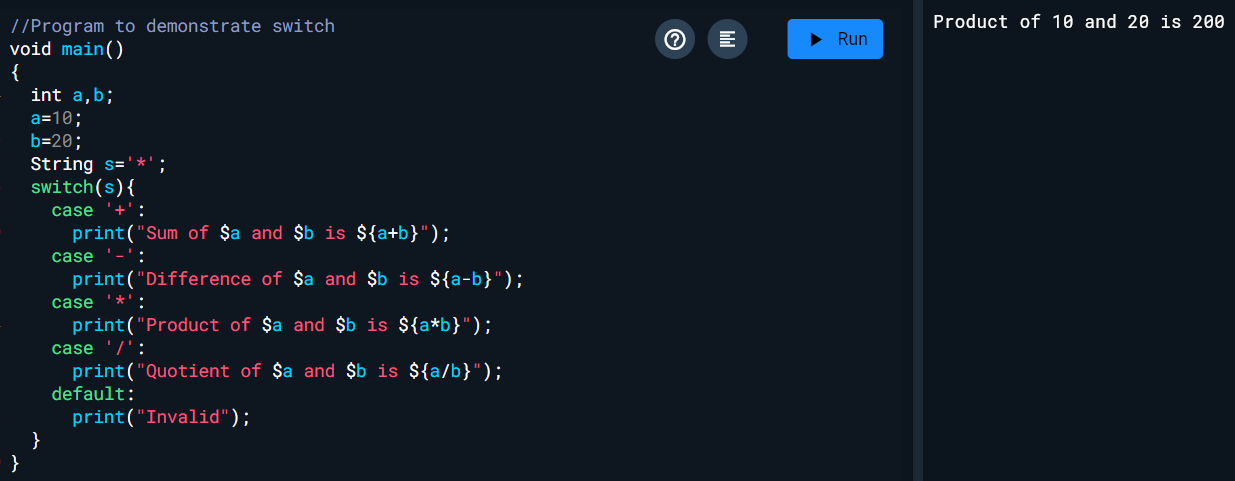 //Program to demonstrate switch
void main()
{
  int a,b;
  a=10;
  b=20;
  String s='*';
  switch(s){
    case '+':
      print("Sum of $a and $b is ${a+b}");
    case '-':
      print("Difference of $a and $b is ${a-b}");
    case '*':
      print("Product of $a and $b is ${a*b}");
    case '/':
      print("Quotient of $a and $b is ${a/b}");
    default:
      print("Invalid");
  }
}
Run
Product of 10 and 20 is 200